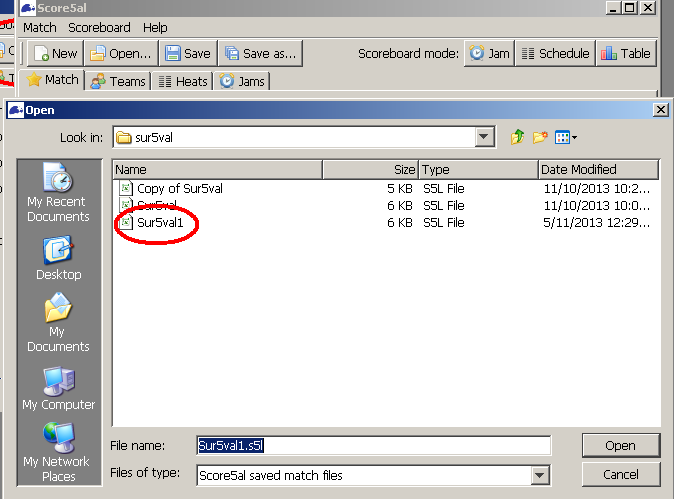 Score5al
Match Scoreboard Help
New Open... Save Save as... Scoreboard mode: Jam Schedule Table
Match Teams Heats Jams
Open
Look in: sur5val
Name Size Type Date Modified
Copy of Sur5val 5 KB S5L File 11/10/2013 10:2...
Sur5val 6 KB S5L File 11/10/2013 10:0...
Sur5val1 6 KB S5L File 5/11/2013 12:29...
My Recent
Documents
Desktop
My
Documents
My Computer
My Network
Places
File name: Sur5val1.s5l Open
Files of type: Score5al saved match files Cancel